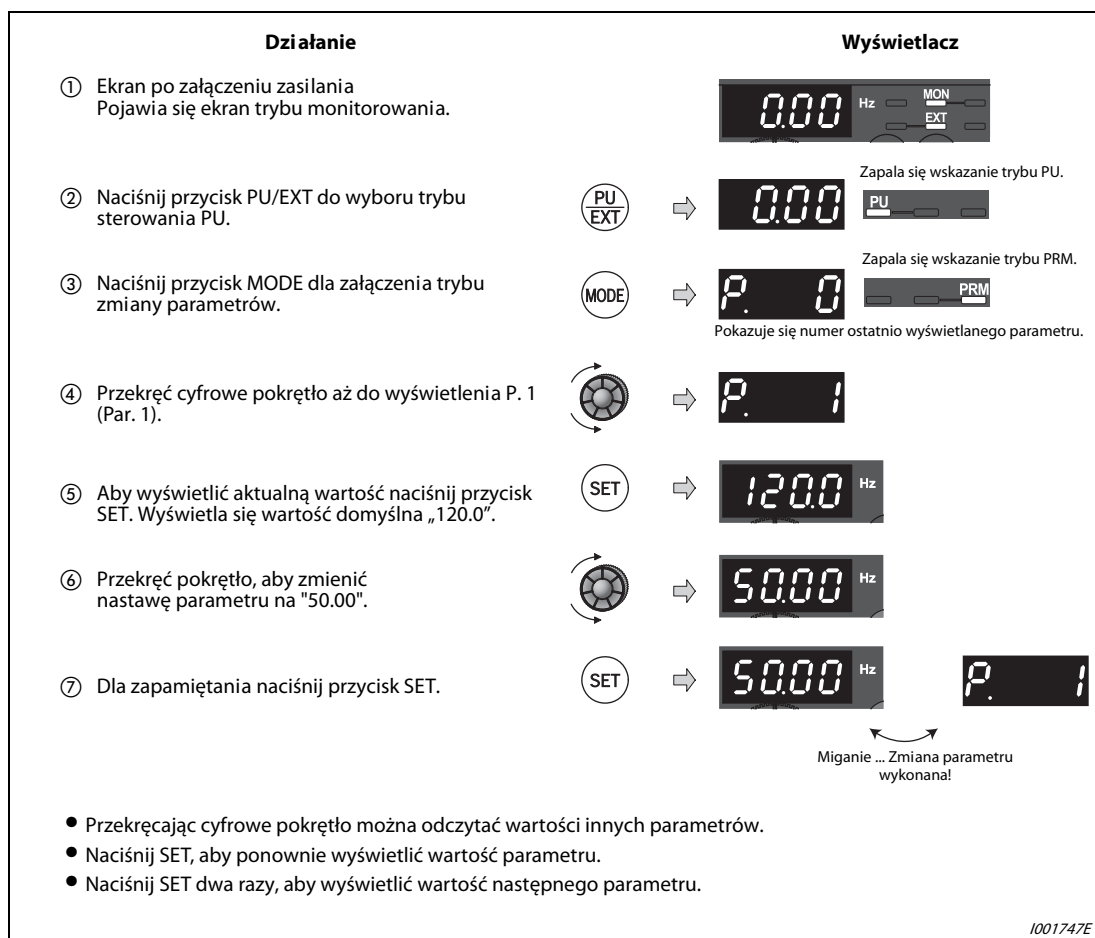 Działanie
Wyświetlacz
① Ekran po załączeniu zasilania
Pojawia się ekran trybu monitorowania.
0.00 Hz MON
EXT
② Naciśnij przycisk PU/EXT do wyboru trybu
sterowania PU.
PU
EXT
0.00
Zapala się wskazanie trybu PU.
PU
③ Naciśnij przycisk MODE dla załączenia trybu
zmiany parametrów.
MODE
P. 0
Zapala się wskazanie trybu PRM.
PRM
Pokazuje się numer ostatnio wyświetlanego parametru.
④ Przekręć cyfrowe pokrętło aż do wyświetlenia P. 1
(Par. 1).
P. 1
⑤ Aby wyświetlić aktualną wartość naciśnij przycisk
SET. Wyświetla się wartość domyślna „120.0”.
SET
120.0 Hz
⑥ Przekręć pokrętło, aby zmienić
nastawę parametru na "50.00".
50.00 Hz
⑦ Dla zapamiętania naciśnij przycisk SET.
SET
50.00 Hz
P. 1
Miganie ... Zmiana parametru
wykonana!
• Przekręcając cyfrowe pokrętło można odczytać wartości innych parametrów.
• Naciśnij SET, aby ponownie wyświetlić wartość parametru.
• Naciśnij SET dwa razy, aby wyświetlić wartość następnego parametru.
I001747E